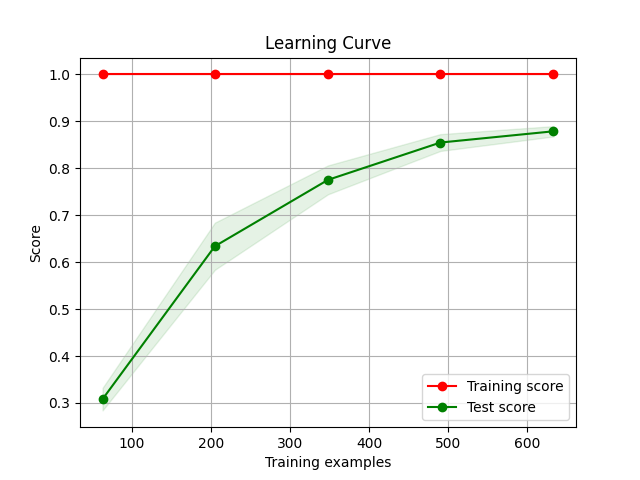 Learning Curve
1.0
0.9
0.8
0.7
0.6
0.5
0.4
0.3
Score
100 200 300 400 500 600
Training examples
Training score
Test score